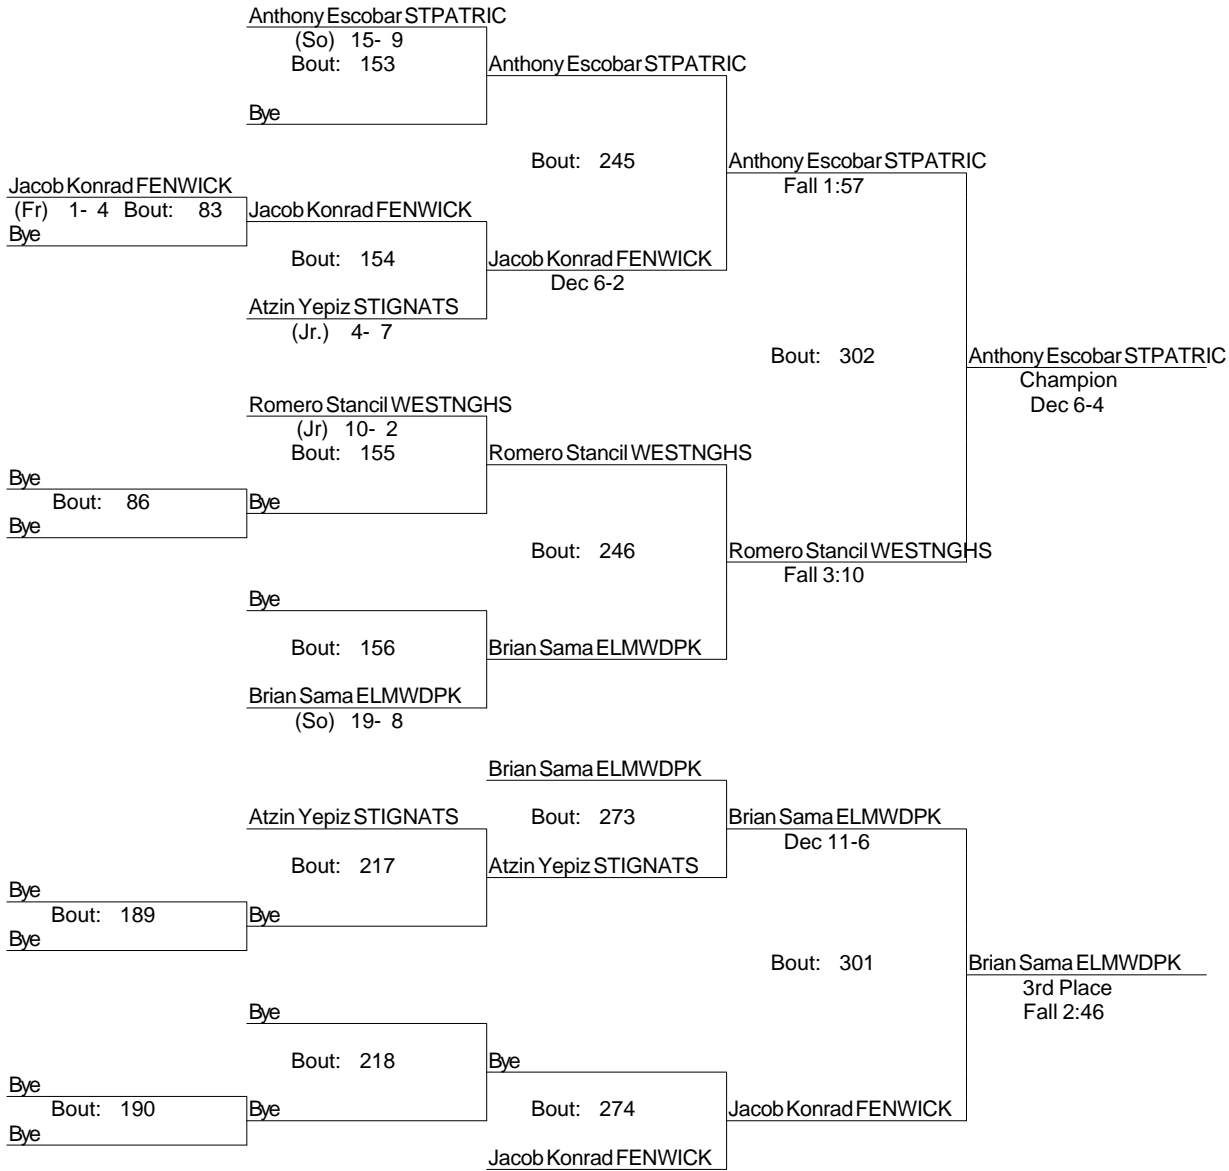 Anthony Escobar STPATRIC
(So) 15- 9
Bout: 153
Anthony Escobar STPATRIC
Bye
Bout: 245
Anthony Escobar STPATRIC
Fall 1:57
Jacob Konrad FENWICK
(Fr) 1- 4 Bout: 83
Jacob Konrad FENWICK
Bye
Bout: 154
Jacob Konrad FENWICK
Dec 6-2
Atzin Yepiz STIGNATS
(Jr.) 4- 7
Bout: 302
Anthony Escobar STPATRIC
Champion
Dec 6-4
Romero Stancil WESTNGHS
(Jr) 10- 2
Bout: 155
Romero Stancil WESTNGHS
Bye
Bout: 86
Bye
Bye
Bout: 246
Romero Stancil WESTNGHS
Fall 3:10
Bye
Bout: 156
Brian Sama ELMWDPK
Brian Sama ELMWDPK
(So) 19- 8
Brian Sama ELMWDPK
Atzin Yepiz STIGNATS
Bout: 273
Brian Sama ELMWDPK
Dec 11-6
Bout: 217
Atzin Yepiz STIGNATS
Bye
Bout: 189
Bye
Bye
Bout: 301
Brian Sama ELMWDPK
3rd Place
Fall 2:46
Bye
Bout: 218
Bye
Bye
Bout: 190
Bye
Bout: 274
Jacob Konrad FENWICK
Bye
Jacob Konrad FENWICK